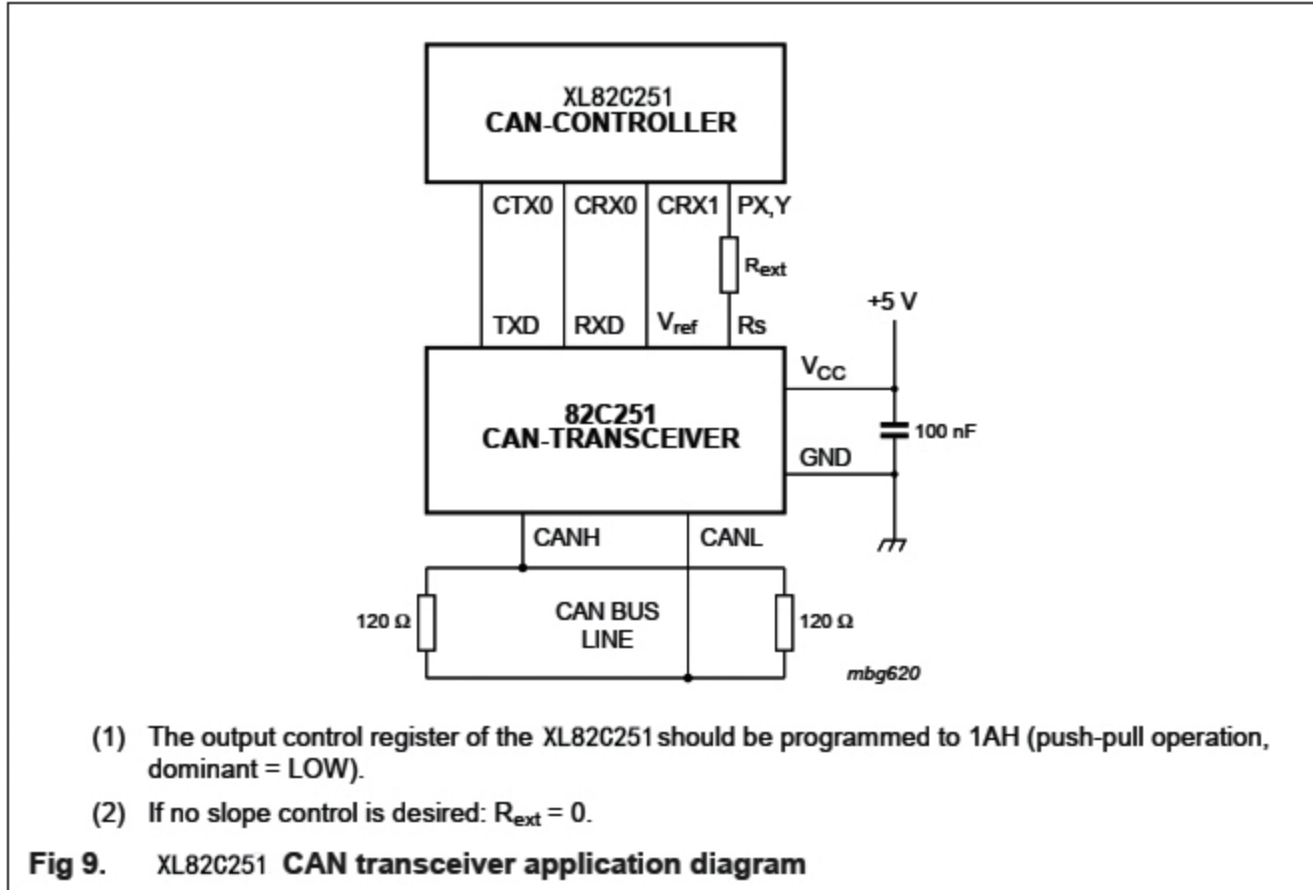 XL82C251
CAN-CONTROLLER
CTX0 CRX0 CRX1 PX,Y
Rext
+5 V
TXD RXD Vref Rs
VCC
82C251
CAN-TRANSCEIVER
100 nF
GND
CANH CANL
120 Ω
CAN BUS
LINE
120 Ω
mbg620
(1) The output control register of the XL82C251 should be programmed to 1AH (push-pull operation,
dominant = LOW).
(2) If no slope control is desired: Rext = 0.
Fig 9. XL82C251 CAN transceiver application diagram